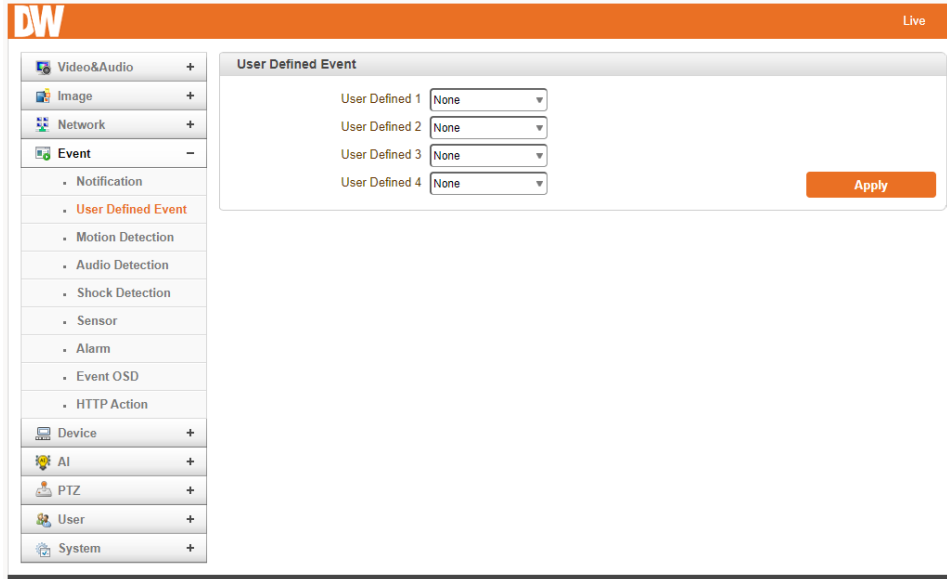 DW
Live
Video&Audio +
Image +
Network +
Event –
Notification
User Defined Event
Motion Detection
Audio Detection
Shock Detection
Sensor
Alarm
Event OSD
HTTP Action
Device +
AI +
PTZ +
User +
System +
User Defined Event
User Defined 1 None
User Defined 2 None
User Defined 3 None
User Defined 4 None
Apply